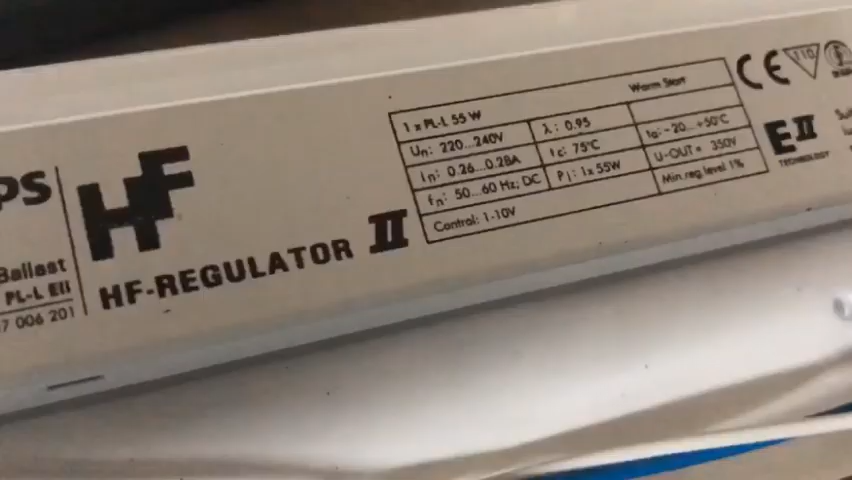 PS
HF
HF-REGULATOR II
Ballast
PL-L EII
7 006 201
1 x PL-L 55 W
Warm Start
Un: 220...240V
λ: 0.95
In: 0.26...0.28A
tc: 75°C
ta: -20...+50°C
fn: 50...60 Hz; DC
Pl: 1x 55W
U-OUT = 350V
Control: 1-10V
Min.reg.level 1%
CE
110
EII
TECHNOLOGY